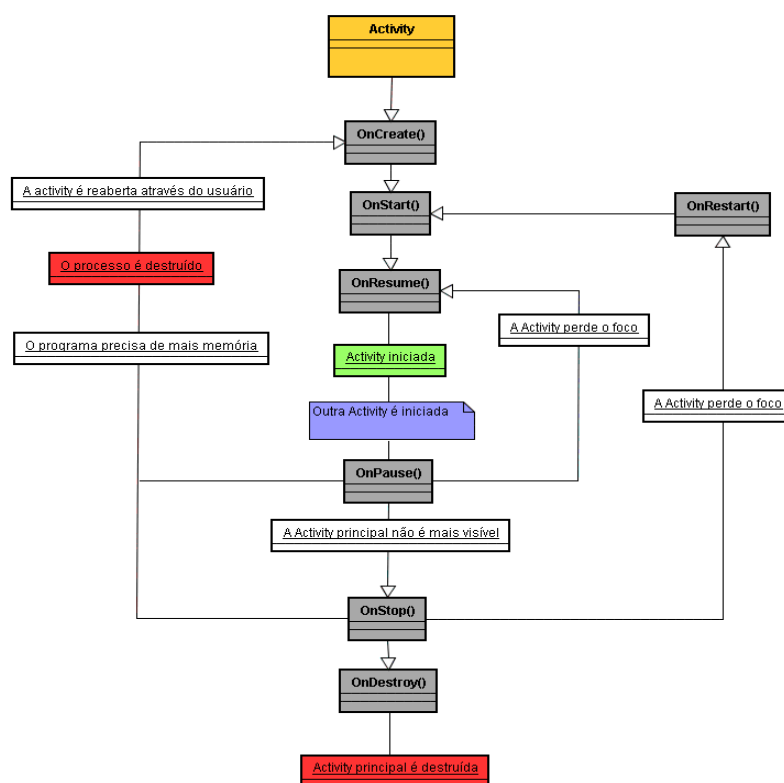 Activity
OnCreate()
A activity é reaberta através do usuário
OnStart()
OnRestart()
O processo é destruído
OnResume()
O programa precisa de mais memória
A Activity perde o foco
Activity iniciada
Outra Activity é iniciada
A Activity perde o foco
OnPause()
A Activity principal não é mais visível
OnStop()
OnDestroy()
Activity principal é destruída